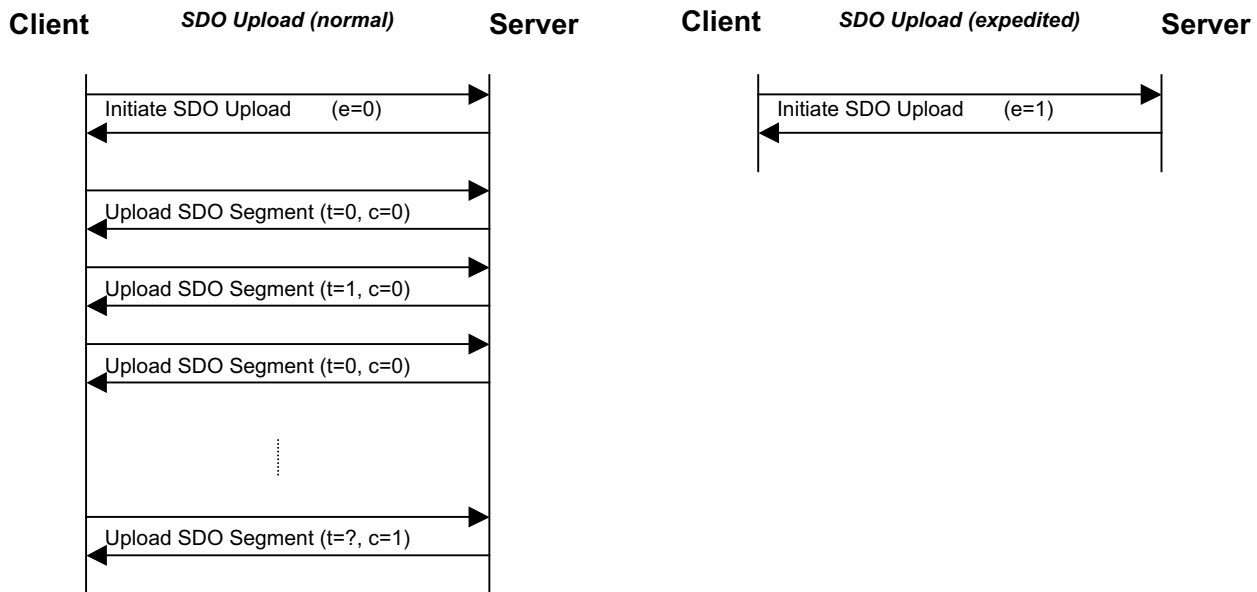 Client SDO Upload (normal) Server
Initiate SDO Upload (e=0)
Upload SDO Segment (t=0, c=0)
Upload SDO Segment (t=1, c=0)
Upload SDO Segment (t=0, c=0)
Upload SDO Segment (t=?, c=1)
Client SDO Upload (expedited) Server
Initiate SDO Upload (e=1)